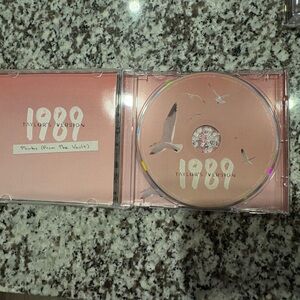 1989
TAYLOR'S VERSION
Tracks (From The Vault)
1989
TAYLOR'S VERSION